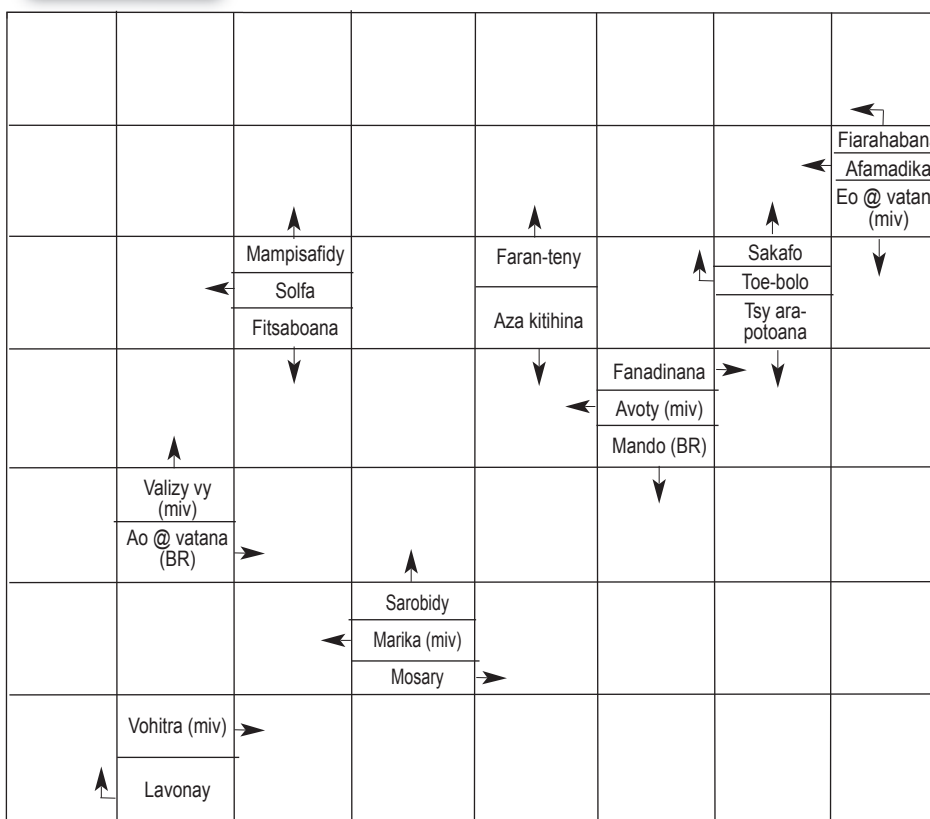 Fiarahaban
Afamadika
Eo @ vatan
(miv)
Mampisafidy
Solfa
Fitsaboana
Faran-teny
Aza kitihina
Sakafo
Toe-bolo
Tsy ara-
potoana
Fanadinana
Avoty (miv)
Mando (BR)
Valizy vy
(miv)
Ao @ vatana
(BR)
Sarobidy
Marika (miv)
Mosary
Vohitra (miv)
Lavonay